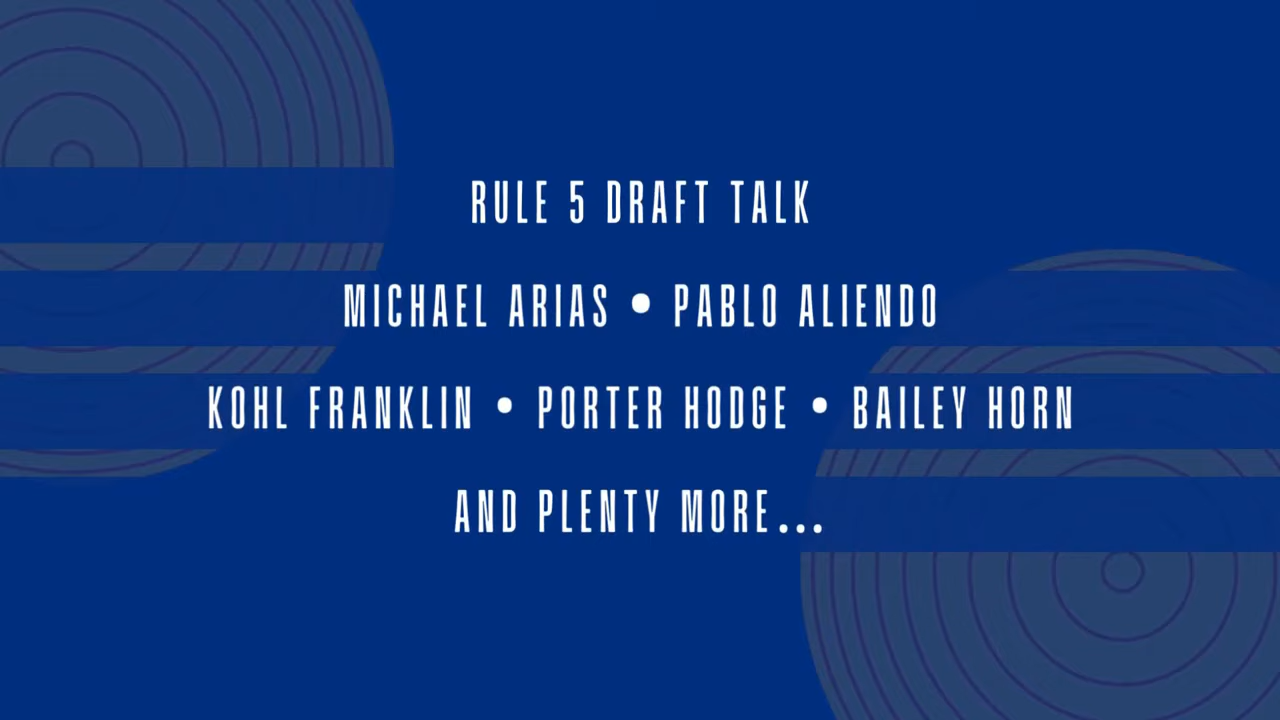 RULE 5 DRAFT TALK
MICHAEL ARIAS • PABLO ALIENDO
KOHL FRANKLIN • PORTER HODGE • BAILEY HORN
AND PLENTY MORE...